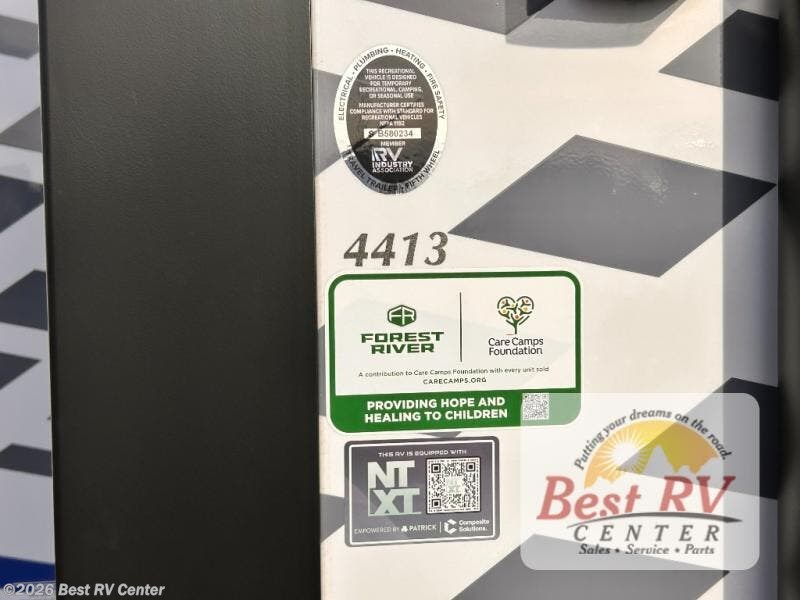 ELECTRICAL • PLUMBING • HEATING • FIRE SAFETY
THIS RECREATIONAL
VEHICLE IS DESIGNED
FOR TEMPORARY
RECREATIONAL, CAMPING,
OR SEASONAL USE
MANUFACTURER CERTIFIES
COMPLIANCE WITH STANDARD FOR
RECREATIONAL VEHICLES
NFPA 1192
B580234
MEMBER
RV
INDUSTRY
ASSOCIATION
TRAVEL TRAILER • FIFTH WHEEL
4413
FR
FOREST
RIVER
Care Camps
Foundation
A contribution to Care Camps Foundation with every unit sold
CARECAMPS.ORG
PROVIDING HOPE AND
HEALING TO CHILDREN
THIS RV IS EQUIPPED WITH
NT
XT
EMPOWERED BY PATRICK | Composite
Solutions.
Putting your dreams on the road.
Best RV
CENTER
Sales • Service • Parts
©2026 Best RV Center